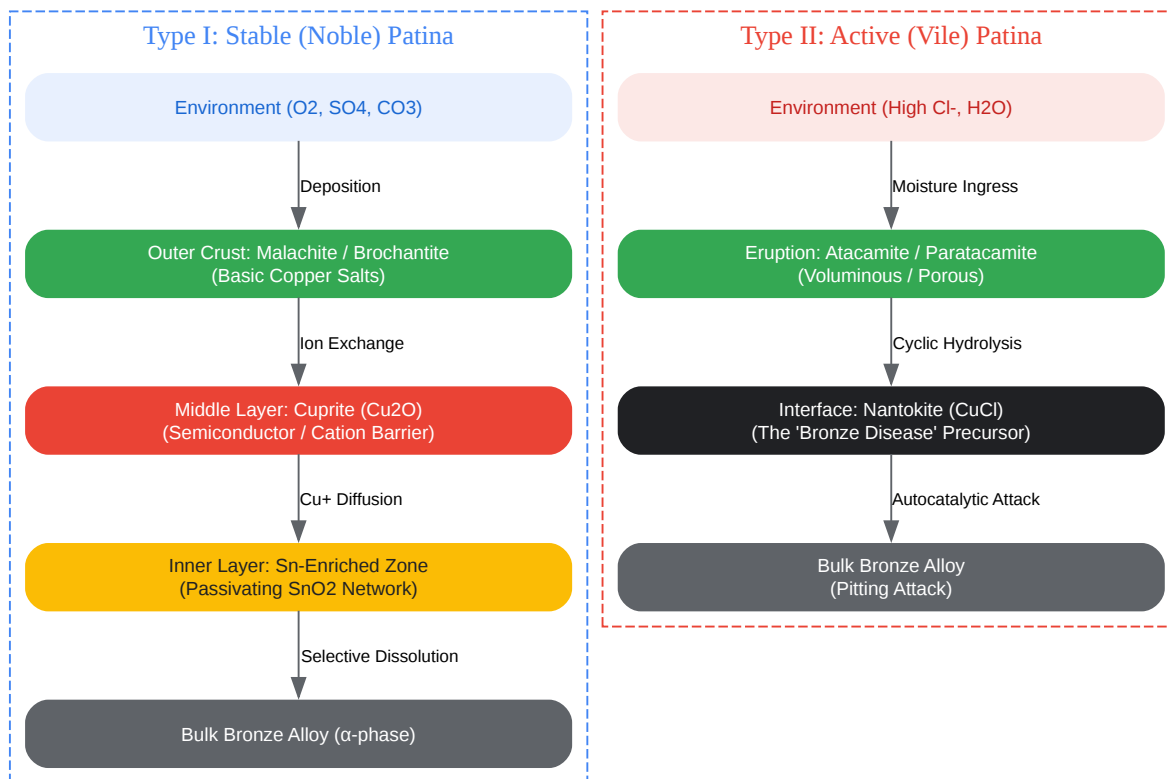 Type I: Stable (Noble) Patina
Environment (O2, SO4, CO3)
Deposition
Outer Crust: Malachite / Brochantite
(Basic Copper Salts)
Ion Exchange
Middle Layer: Cuprite (Cu2O)
(Semiconductor / Cation Barrier)
Cu+ Diffusion
Inner Layer: Sn-Enriched Zone
(Passivating SnO2 Network)
Selective Dissolution
Bulk Bronze Alloy (α-phase)
Type II: Active (Vile) Patina
Environment (High Cl-, H2O)
Moisture Ingress
Eruption: Atacamite / Paratacamite
(Voluminous / Porous)
Cyclic Hydrolysis
Interface: Nantokite (CuCl)
(The 'Bronze Disease' Precursor)
Autocatalytic Attack
Bulk Bronze Alloy
(Pitting Attack)